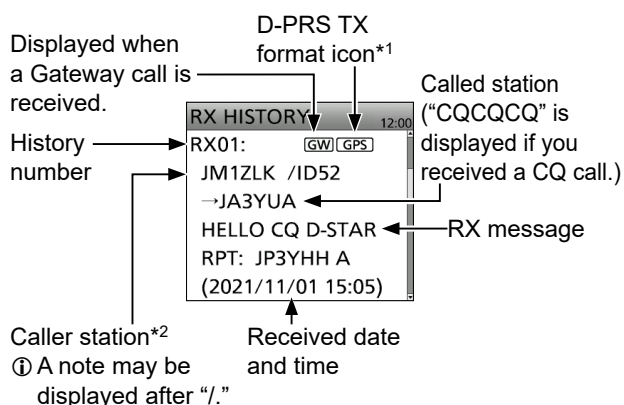 D-PRS TX
format icon*1
Displayed when
a Gateway call is
received.
Called station
(“CQCQCQ” is
displayed if you
received a CQ call.)
RX HISTORY 12:00
History
number
RX01: GW GPS
JM1ZLK /ID52
→JA3YUA
HELLO CQ D-STAR
RX message
RPT: JP3YHH A
(2021/11/01 15:05)
Caller station*2
ⓘ A note may be
displayed after “/.”
Received date
and time